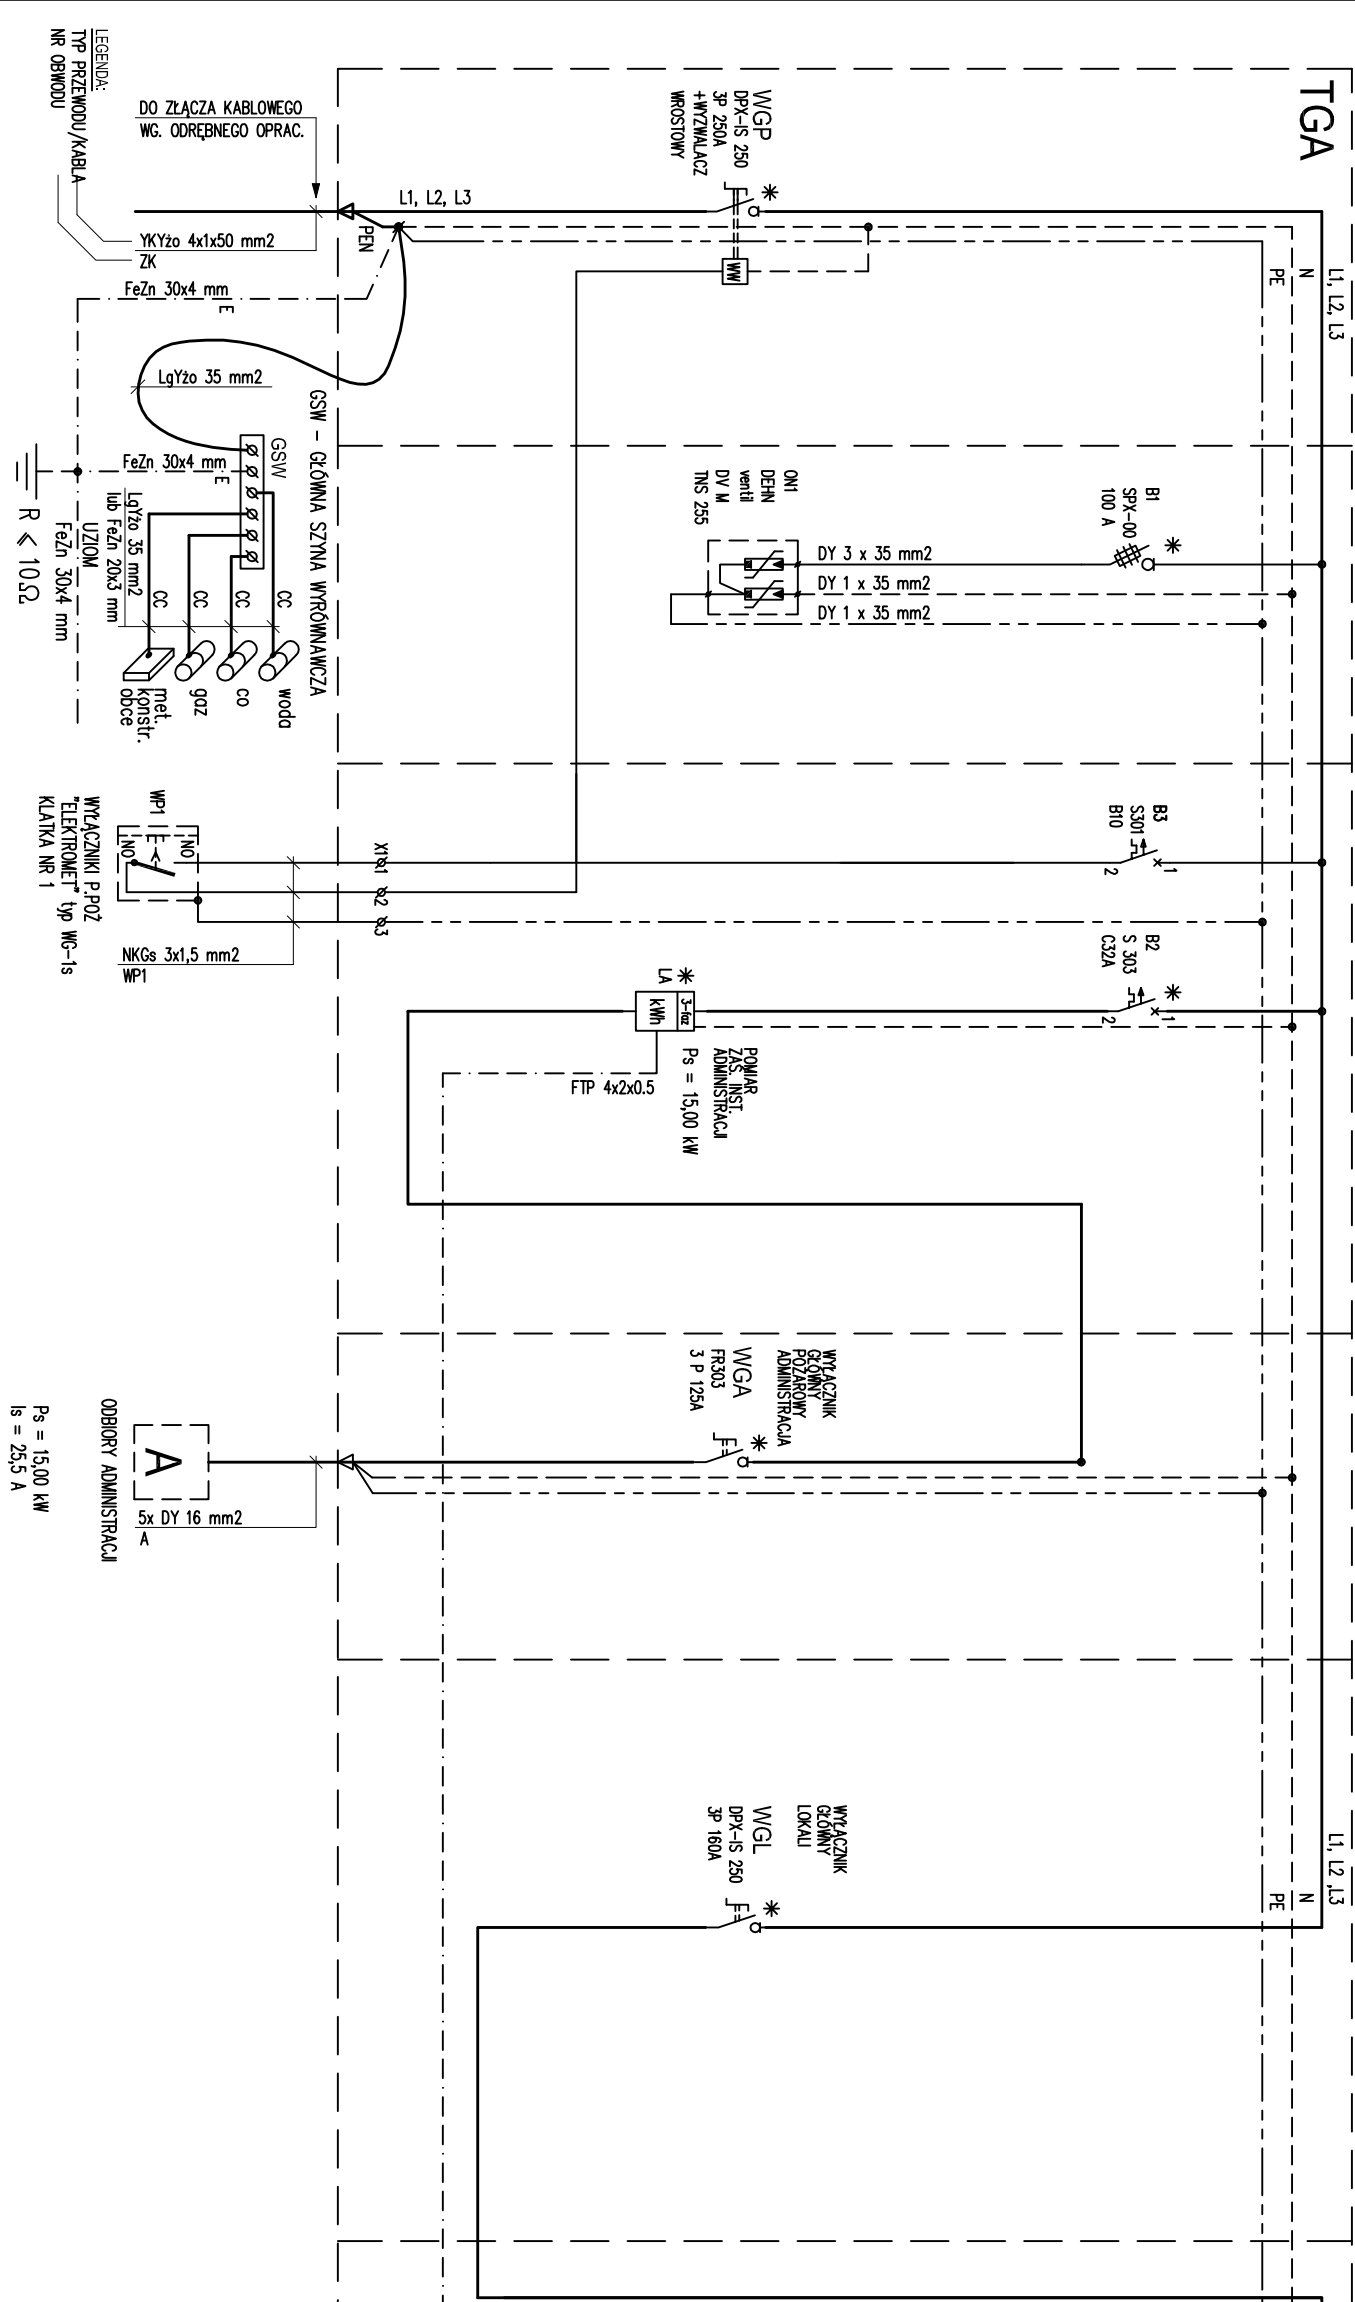 TGA
L1, L2, L3
N
PE
WGP
DPX-IS 250
3P 250A
+WYZWALACZ
WROSTOWY
WW
L1, L2, L3
PEN
DO ZŁĄCZA KABLOWEGO
WG. ODRĘBNEGO OPRAC.
LEGENDA:
TYP PRZEWODU/KABLA
NR OBWODU
YKYżo 4x1x50 mm2
ZK
FeZn 30x4 mm
E
LgYżo 35 mm2
GSW - GŁÓWNA SZYNA WYRÓWNAWCZA
GSW
FeZn 30x4 mm
E
LgYżo 35 mm2
lub FeZn 20x3 mm
UZIOM
FeZn 30x4 mm
R ⩽ 10Ω
CC
CC
CC
CC
woda
co
gaz
met.
konstr.
obce
B1
SPX-00
100 A
ON1
DEHN
ventil
DV M
TNS 255
DY 3 x 35 mm2
DY 1 x 35 mm2
DY 1 x 35 mm2
B3
S301
B10
1
2
X1
1
2
3
WP1
NO
NO
WYŁĄCZNIKI P.POŻ
"ELEKTROMET" typ WG-1s
KLATKA NR 1
NKGs 3x1,5 mm2
WP1
B2
S 303
C32A
1
2
LA
3-faz
kWh
POMIAR
ZAS. INST.
ADMINISTRACJI
Ps = 15,00 kW
FTP 4x2x0.5
WYŁĄCZNIK
GŁÓWNY
POŻAROWY
ADMINISTRACJA
WGA
FR303
3 P 125A
A
5x DY 16 mm2
A
ODBIORY ADMINISTRACJI
Ps = 15,00 kW
Is = 25,5 A
WYŁĄCZNIK
GŁÓWNY
LOKALI
WGL
DPX-IS 250
3P 160A
L1, L2 ,L3
N
PE